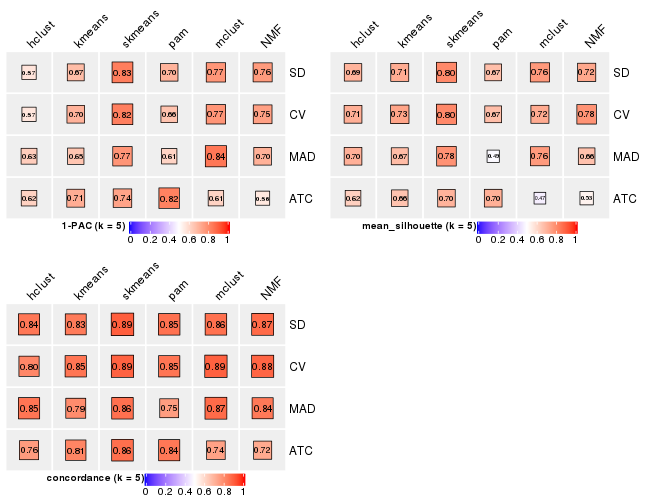 hclust kmeans skmeans pam mclust NMF
0.57 0.67 0.83 0.70 0.77 0.76 SD
0.57 0.70 0.82 0.66 0.77 0.75 CV
0.63 0.65 0.77 0.61 0.84 0.70 MAD
0.62 0.71 0.74 0.82 0.61 0.56 ATC
1-PAC (k = 5)
0 0.2 0.4 0.6 0.8 1
hclust kmeans skmeans pam mclust NMF
0.69 0.71 0.80 0.67 0.76 0.72 SD
0.71 0.73 0.80 0.67 0.72 0.78 CV
0.70 0.67 0.78 0.49 0.76 0.66 MAD
0.62 0.66 0.70 0.70 0.47 0.53 ATC
mean_silhouette (k = 5)
0 0.2 0.4 0.6 0.8 1
hclust kmeans skmeans pam mclust NMF
0.84 0.83 0.89 0.85 0.86 0.87 SD
0.80 0.85 0.89 0.85 0.89 0.88 CV
0.85 0.79 0.86 0.75 0.87 0.84 MAD
0.76 0.81 0.86 0.84 0.74 0.72 ATC
concordance (k = 5)
0 0.2 0.4 0.6 0.8 1